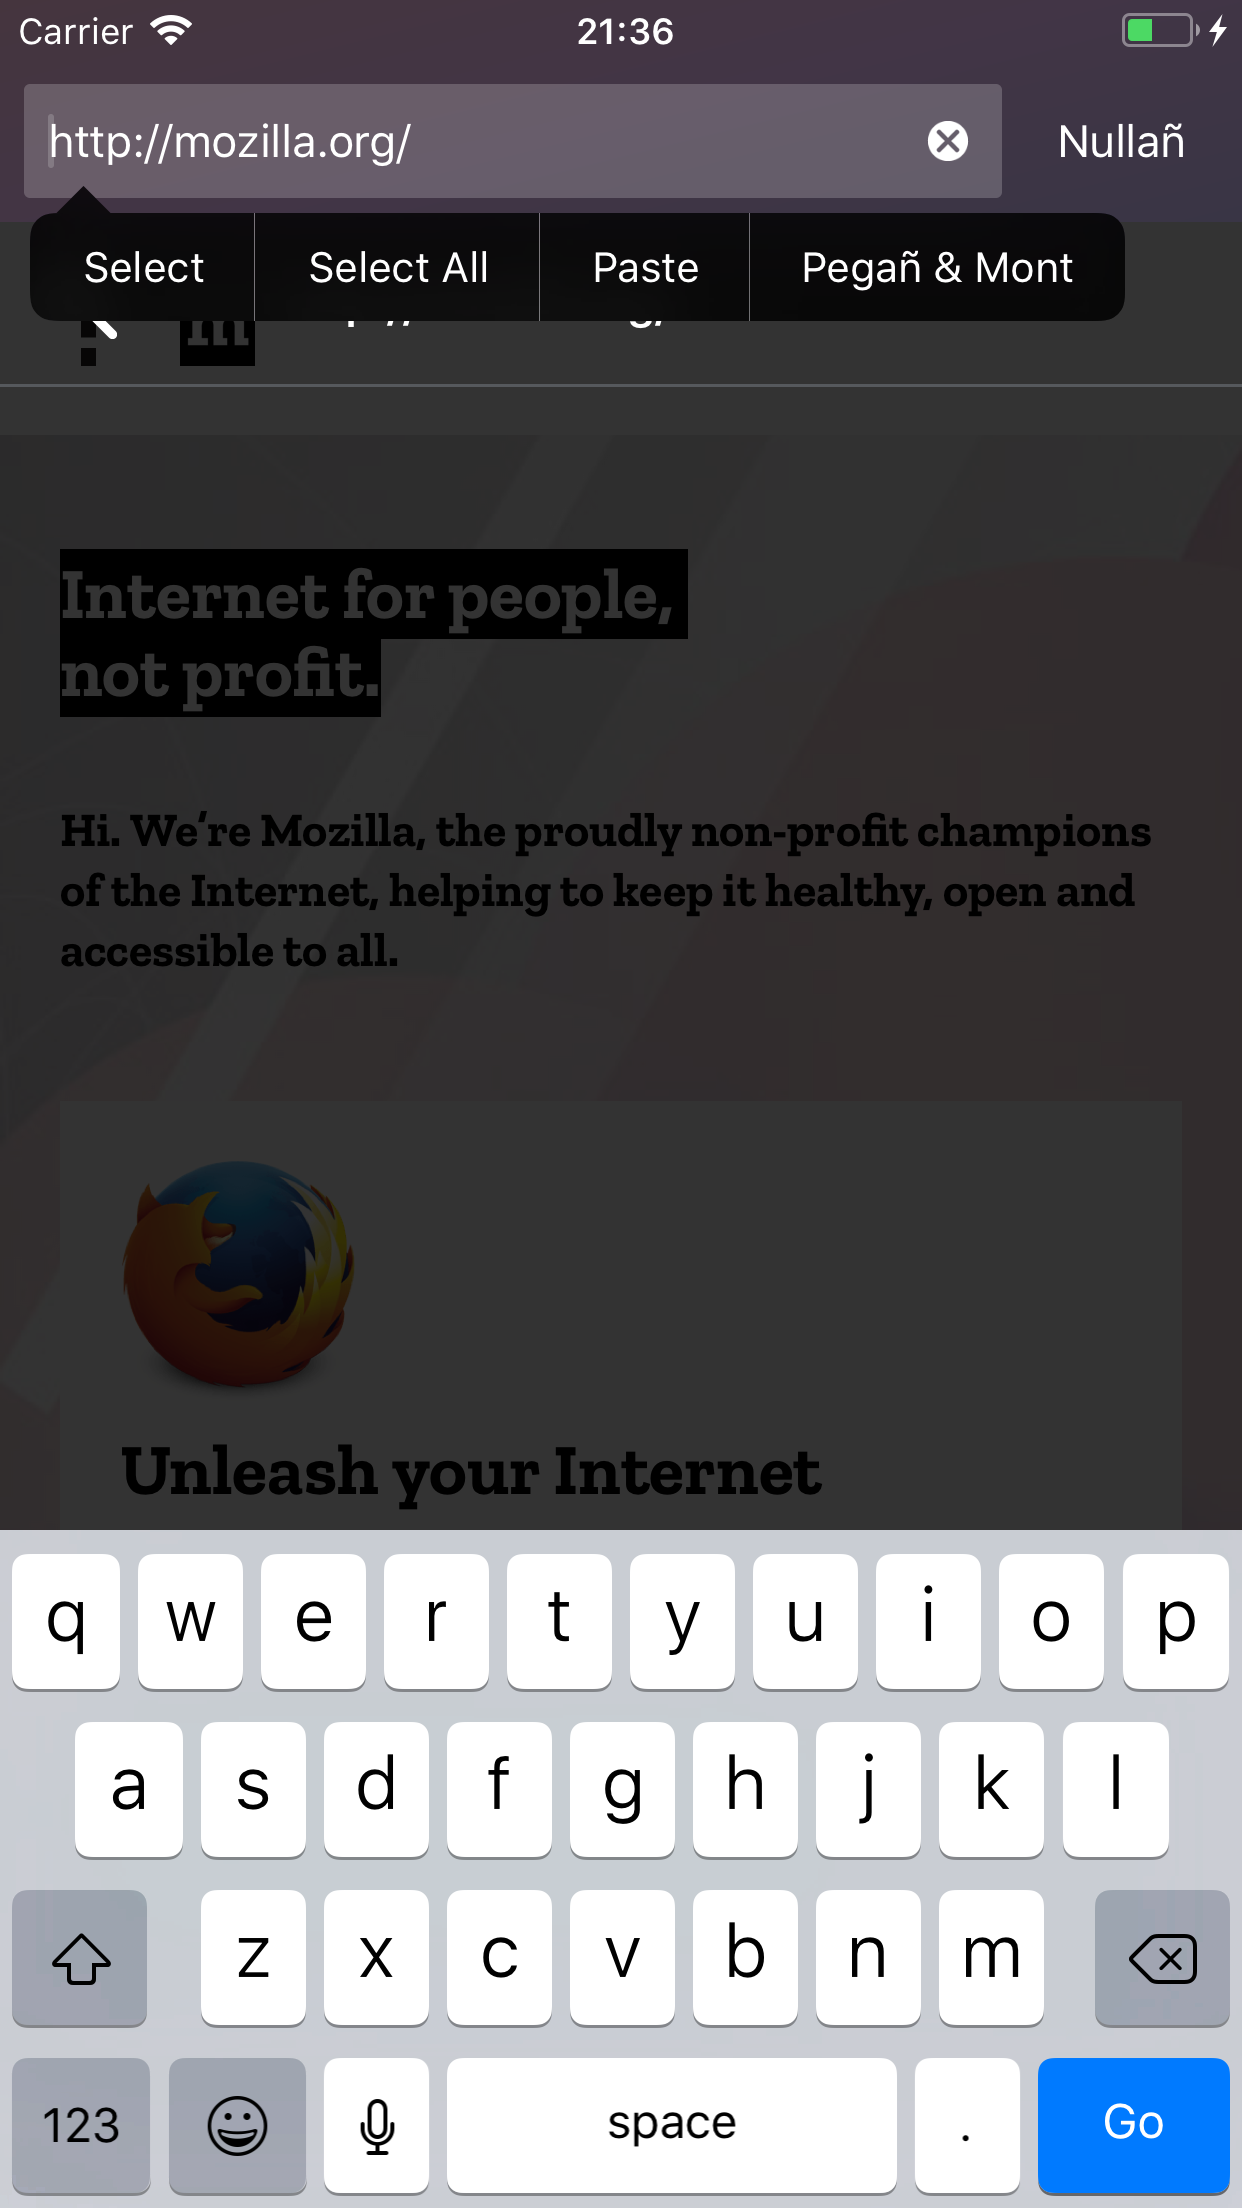 Carrier
21:36
http://mozilla.org/
Nullañ
Select
Select All
Paste
Pegañ & Mont
Internet for people,
not profit.
Hi. We’re Mozilla, the proudly non-profit champions
of the Internet, helping to keep it healthy, open and
accessible to all.
Unleash your Internet
q w e r t y u i o p
a s d f g h j k l
z x c v b n m
123 space . Go